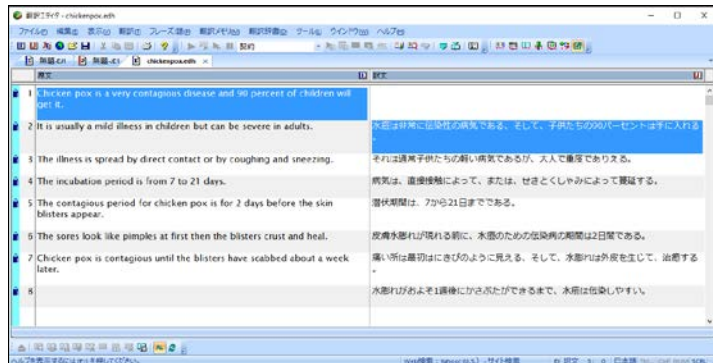 翻訳エディタ - chickenpox.edh
ファイル 編集 表示 翻訳 フレーズ 翻訳メモリ 翻訳辞書 ツール ウインドウ ヘルプ
契約
無題 無題 chickenpox.edh
原文 訳文
1 Chicken pox is a very contagious disease and 90 percent of children will
get it.
2 It is usually a mild illness in children but can be severe in adults.
水痘は非常に伝染性の病気である、そして、子供たちの90パーセントは手に入れる
。
3 The illness is spread by direct contact or by coughing and sneezing.
それは通常子供たちの軽い病気であるが、大人で重度でありえる。
4 The incubation period is from 7 to 21 days.
病気は、直接接触によって、または、せきとくしゃみによって蔓延する。
5 The contagious period for chicken pox is for 2 days before the skin
blisters appear.
潜伏期間は、7から21日までである。
6 The sores look like pimples at first then the blisters crust and heal.
皮膚水膨れが現れる前に、水痘のための伝染病の期間は2日間である。
7 Chicken pox is contagious until the blisters have scabbed about a week
later.
痛い所は最初はにきびのように見える、そして、水膨れは外皮を生じて、治癒する
。
8
水膨れがおよそ1週後にかさぶたができるまで、水痘は伝染しやすい。